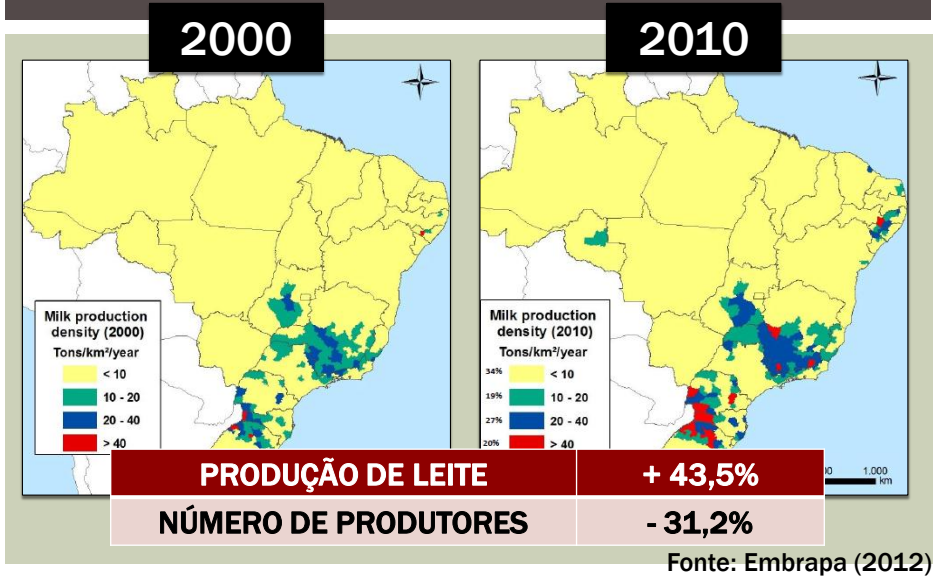 2000
2010
Milk production
density (2000)
Tons/km²/year
< 10
10 - 20
20 - 40
> 40
Milk production
density (2010)
Tons/km²/year
34% < 10
19% 10 - 20
27% 20 - 40
20% > 40
1.000
km
PRODUÇÃO DE LEITE + 43,5%
NÚMERO DE PRODUTORES - 31,2%
Fonte: Embrapa (2012)